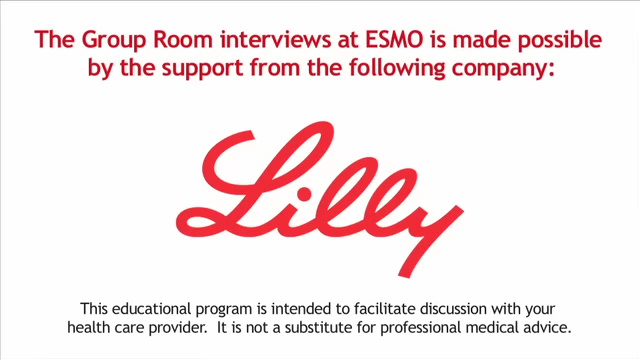 The Group Room interviews at ESMO is made possible
by the support from the following company:
Lilly
This educational program is intended to facilitate discussion with your
health care provider.  It is not a substitute for professional medical advice.